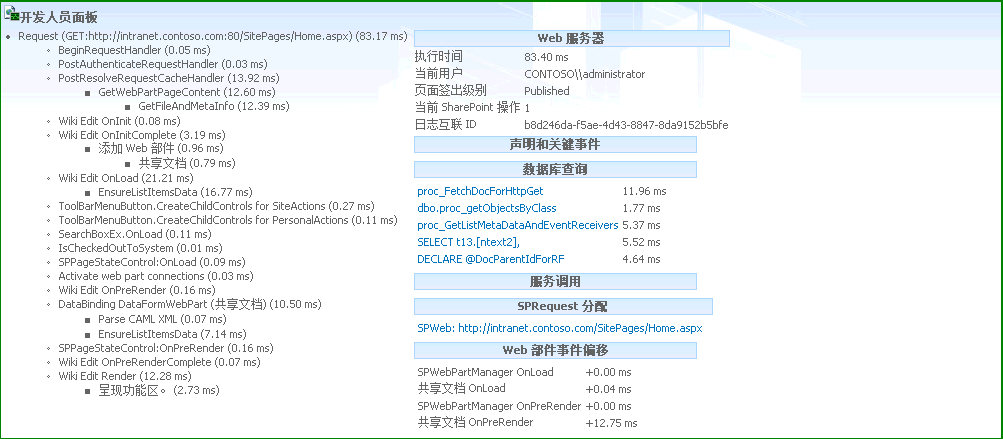 开发人员面板
Request (GET:http://intranet.contoso.com:80/SitePages/Home.aspx) (83.17 ms)
BeginRequestHandler (0.05 ms)
PostAuthenticateRequestHandler (0.03 ms)
PostResolveRequestCacheHandler (13.92 ms)
GetWebPartPageContent (12.60 ms)
GetFileAndMetaInfo (12.39 ms)
Wiki Edit OnInit (0.08 ms)
Wiki Edit OnInitComplete (3.19 ms)
添加 Web 部件 (0.96 ms)
共享文档 (0.79 ms)
Wiki Edit OnLoad (21.21 ms)
EnsureListItemsData (16.77 ms)
ToolBarMenuButton.CreateChildControls for SiteActions (0.27 ms)
ToolBarMenuButton.CreateChildControls for PersonalActions (0.11 ms)
SearchBoxEx.OnLoad (0.11 ms)
IsCheckedOutToSystem (0.01 ms)
SPPageStateControl:OnLoad (0.09 ms)
Activate web part connections (0.03 ms)
Wiki Edit OnPreRender (0.16 ms)
DataBinding DataFormWebPart (共享文档) (10.50 ms)
Parse CAML XML (0.07 ms)
EnsureListItemsData (7.14 ms)
SPPageStateControl:OnPreRender (0.16 ms)
Wiki Edit OnPreRenderComplete (0.07 ms)
Wiki Edit Render (12.28 ms)
呈现功能区。 (2.73 ms)
Web 服务器
执行时间 83.40 ms
当前用户 CONTOSO\\administrator
页面签出级别 Published
当前 SharePoint 操作 1
日志互联 ID b8d246da-f5ae-4d43-8847-8da9152b5bfe
声明和关键事件
数据库查询
proc_FetchDocForHttpGet 11.96 ms
dbo.proc_getObjectsByClass 1.77 ms
proc_GetListMetaDataAndEventReceivers 5.37 ms
SELECT t13.[ntext2], 5.52 ms
DECLARE @DocParentIdForRF 4.64 ms
服务调用
SPRequest 分配
SPWeb: http://intranet.contoso.com/SitePages/Home.aspx
Web 部件事件偏移
SPWebPartManager OnLoad +0.00 ms
共享文档 OnLoad +0.04 ms
SPWebPartManager OnPreRender +0.00 ms
共享文档 OnPreRender +12.75 ms